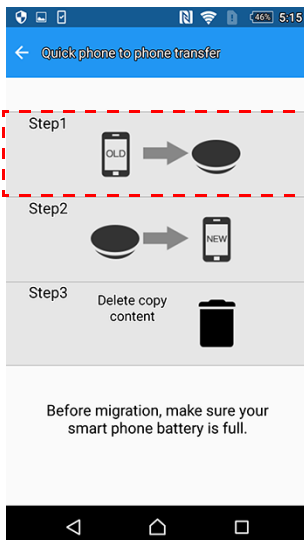 46% 5:15
Quick phone to phone transfer
Step1
OLD
Step2
NEW
Step3
Delete copy
content
Before migration, make sure your
smart phone battery is full.